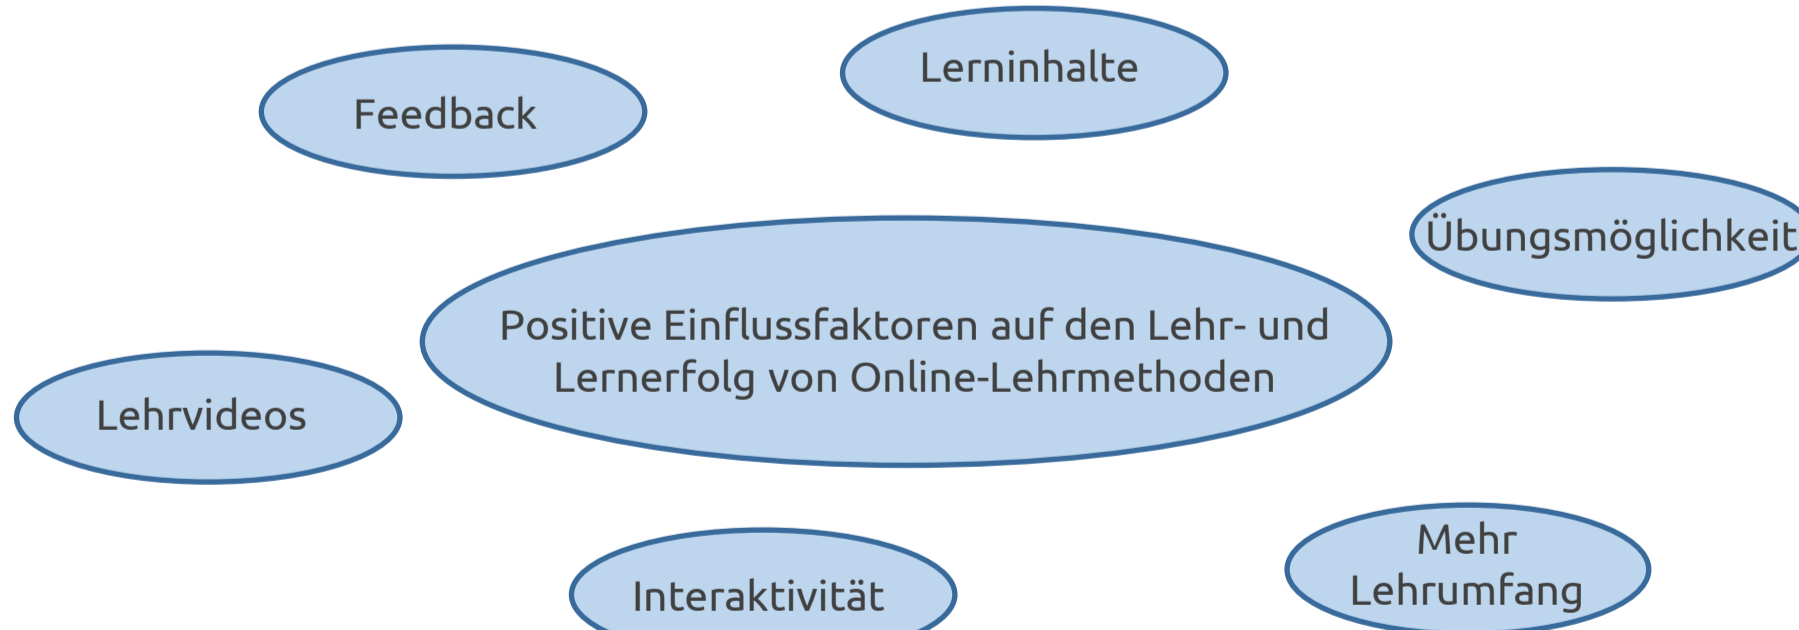 Lerninhalte
Feedback
Übungsmöglichkeit
Positive Einflussfaktoren auf den Lehr- und
Lernerfolg von Online-Lehrmethoden
Lehrvideos
Mehr
Lehrumfang
Interaktivität